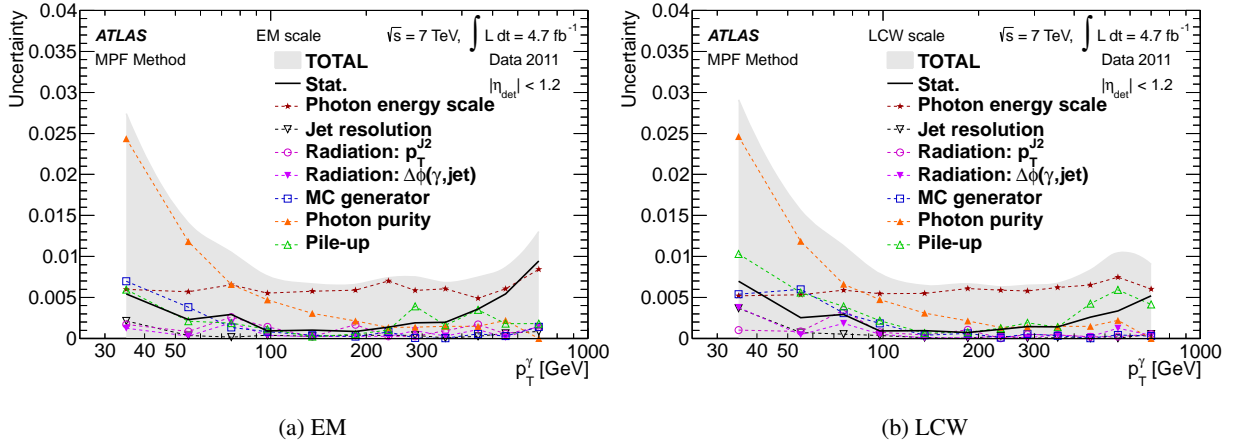 ATLAS EM scale √s = 7 TeV, ∫ L dt = 4.7 fb⁻¹
MPF Method TOTAL Data 2011
Stat. |η_det| < 1.2
Photon energy scale
Jet resolution
Radiation: p_T^J2
Radiation: Δϕ(γ,jet)
MC generator
Photon purity
Pile-up
Uncertainty
0.04
0.035
0.03
0.025
0.02
0.015
0.01
0.005
0
30 40 50 100 200 300 1000
p_T^γ [GeV]
(a) EM
ATLAS LCW scale √s = 7 TeV, ∫ L dt = 4.7 fb⁻¹
MPF Method TOTAL Data 2011
Stat. |η_det| < 1.2
Photon energy scale
Jet resolution
Radiation: p_T^J2
Radiation: Δϕ(γ,jet)
MC generator
Photon purity
Pile-up
Uncertainty
0.04
0.035
0.03
0.025
0.02
0.015
0.01
0.005
0
30 40 50 100 200 300 1000
p_T^γ [GeV]
(b) LCW